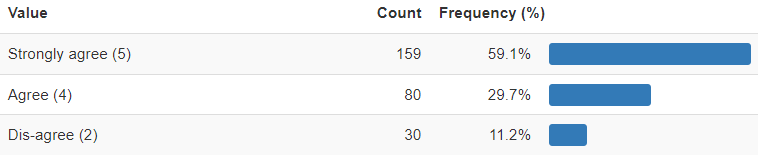 Value Count Frequency (%)
Strongly agree (5) 159 59.1%
Agree (4) 80 29.7%
Dis-agree (2) 30 11.2%